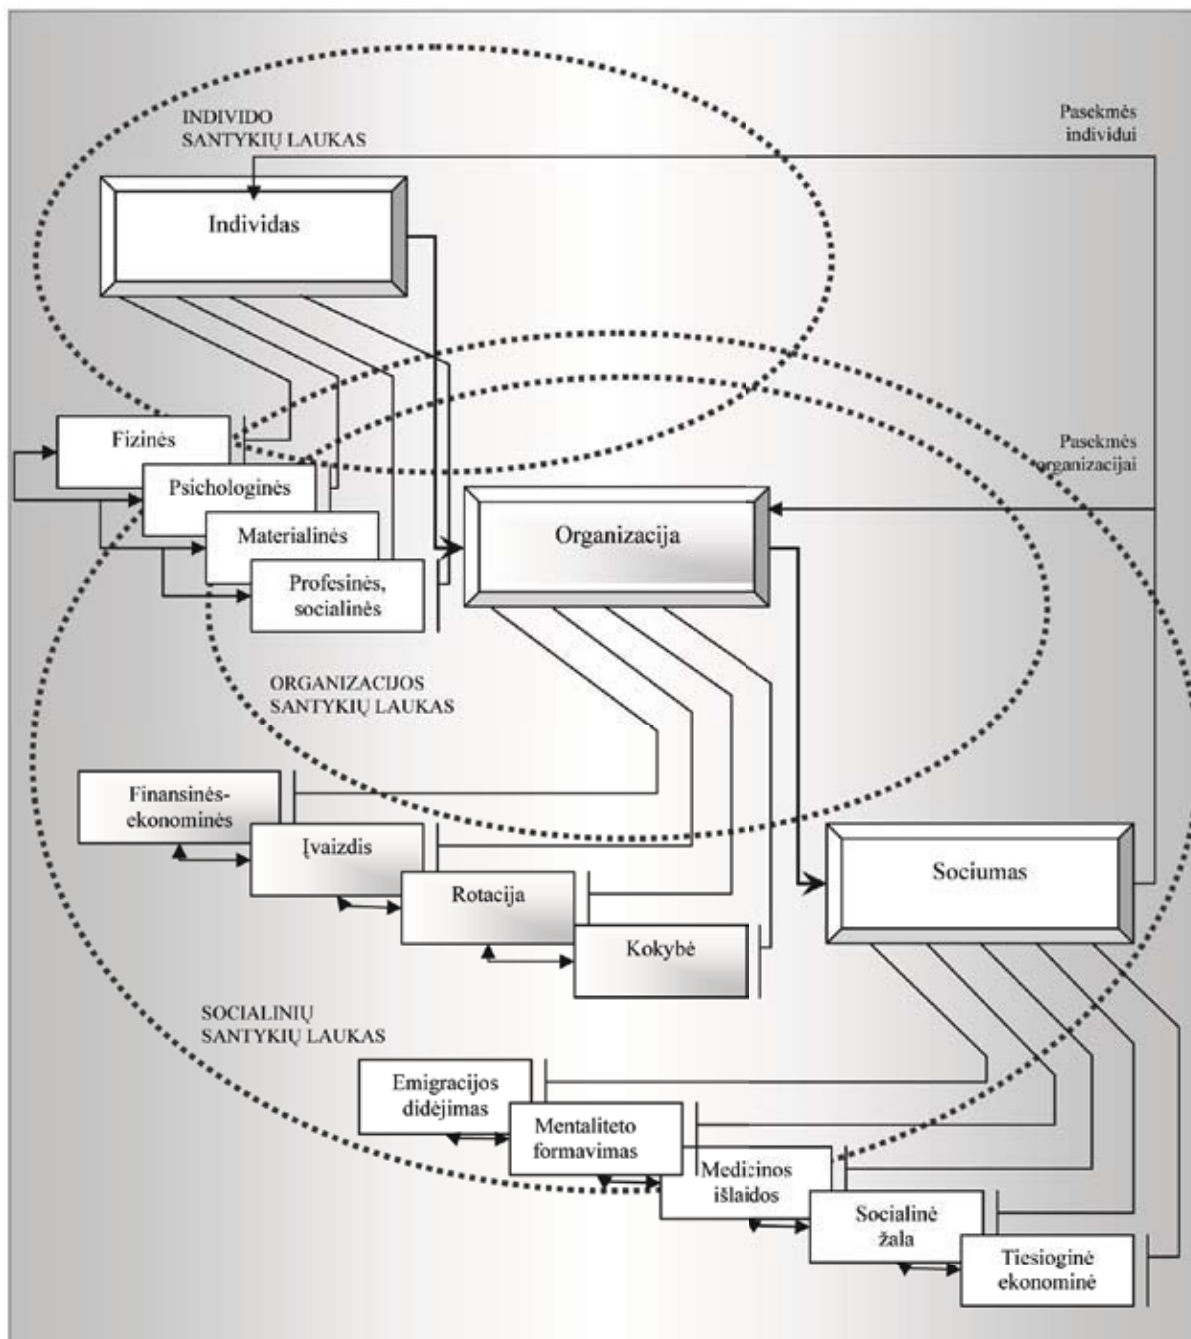 INDIVIDO
SANTYKIŲ LAUKAS
Pasekmės
individui
Individas
Fizinės
Psichologinės
Materialinės
Profesinės,
socialinės
Pasekmės
organizacijai
Organizacija
ORGANIZACIJOS
SANTYKIŲ LAUKAS
Finansinės-
ekonominės
Įvaizdis
Rotacija
Kokybė
Sociumas
SOCIALINIŲ
SANTYKIŲ LAUKAS
Emigracijos
didėjimas
Mentaliteto
formavimas
Medicinos
išlaidos
Socialinė
žala
Tiesioginė
ekonominė